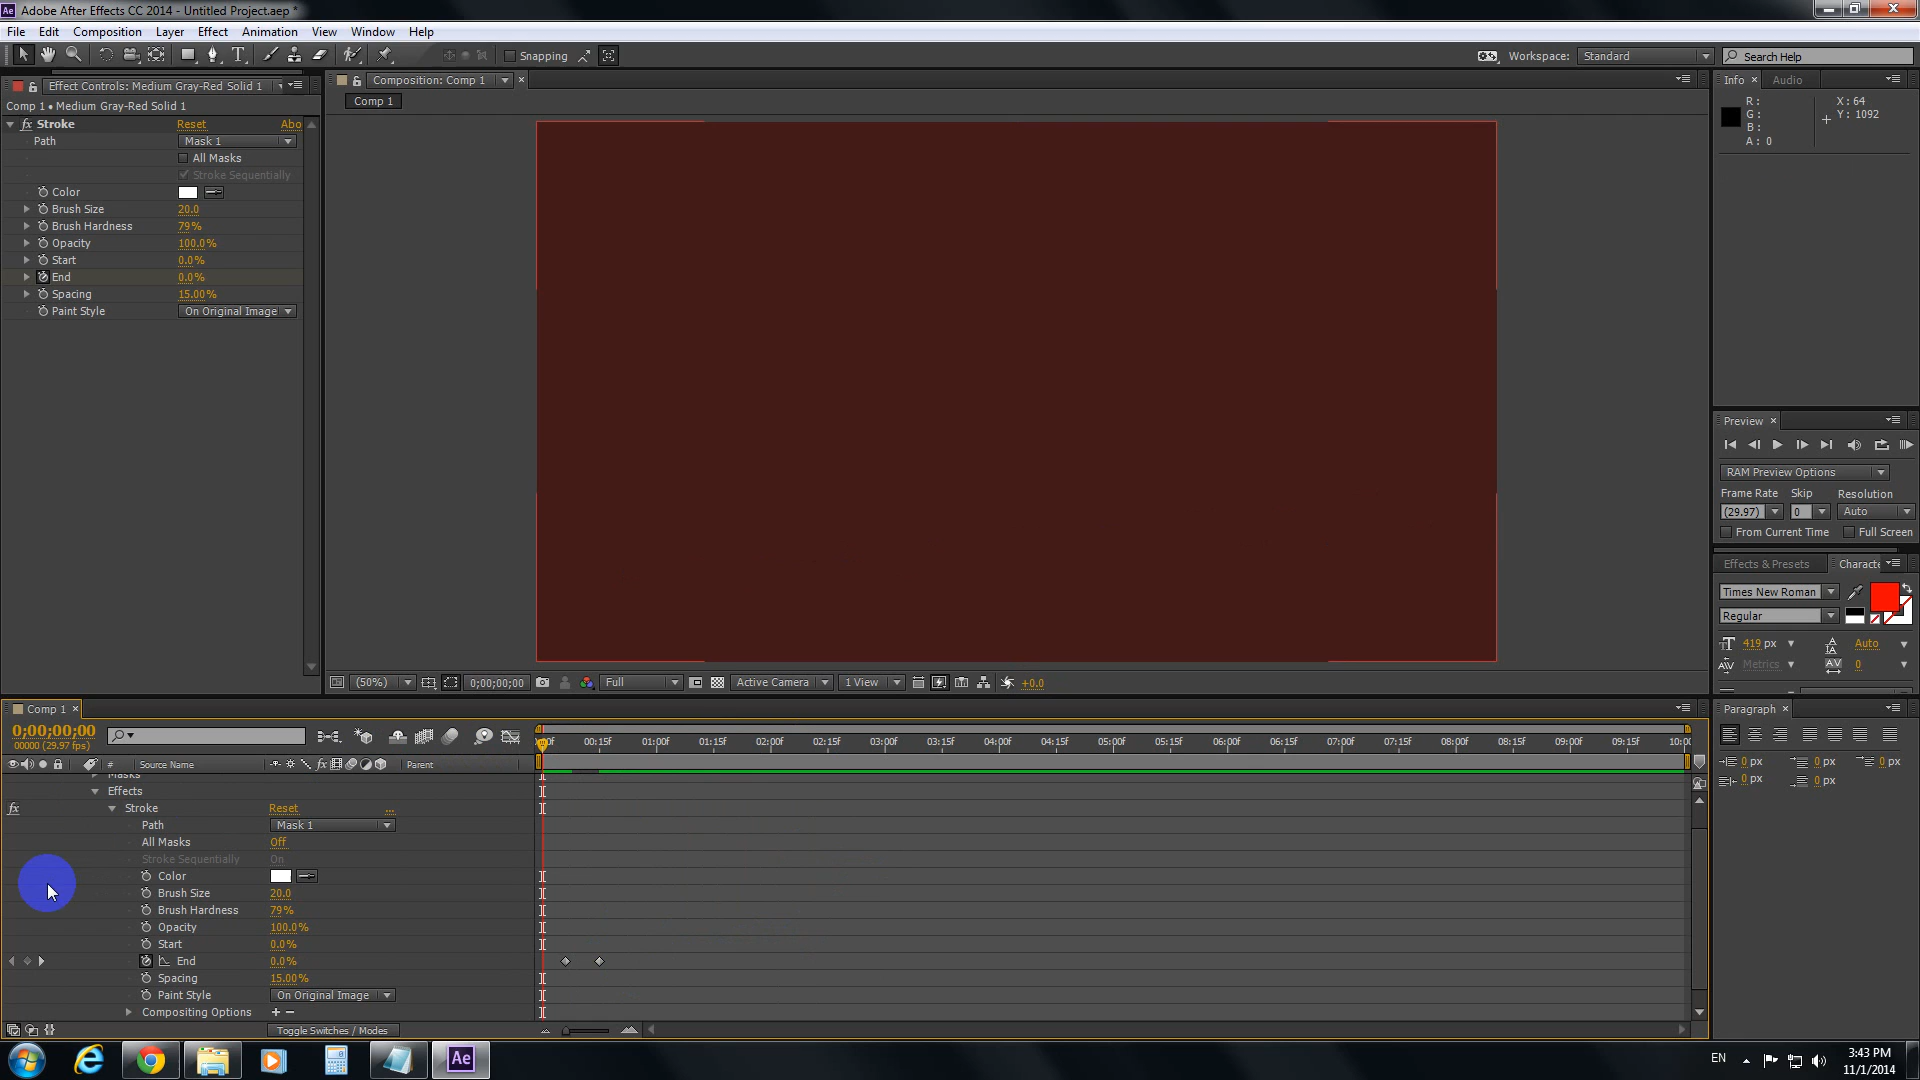 Adobe After Effects CC 2014 - Untitled Project.aep *
File Edit Composition Layer Effect Animation View Window Help
Snapping
Workspace: Standard
Search Help
Effect Controls: Medium Gray-Red Solid 1
Comp 1 • Medium Gray-Red Solid 1
fx Stroke Reset Abo
Path Mask 1
All Masks
Stroke Sequentially
Color
Brush Size 20.0
Brush Hardness 79%
Opacity 100.0%
Start 0.0%
End 0.0%
Spacing 15.00%
Paint Style On Original Image
Composition: Comp 1
Comp 1
(50%) 0;00;00;00 Full Active Camera 1 View +0.0
Info Audio
R: X: 64
G: Y: 1092
B:
A: 0
Preview
RAM Preview Options
Frame Rate Skip Resolution
(29.97) 0 Auto
From Current Time Full Screen
Effects & Presets Characte
Times New Roman
Regular
419 px Auto
Metrics 0
Paragraph
0 px 0 px 0 px
0 px 0 px
Comp 1
0;00;00;00
00000 (29.97 fps)
00:15f 01:00f 01:15f 02:00f 02:15f 03:00f 03:15f 04:00f 04:15f 05:00f 05:15f 06:00f 06:15f 07:00f 07:15f 08:00f 08:15f 09:00f 09:15f
# Source Name fx Parent
Masks
Effects
fx Stroke Reset ...
Path Mask 1
All Masks Off
Stroke Sequentially On
Color
Brush Size 20.0
Brush Hardness 79%
Opacity 100.0%
Start 0.0%
End 0.0%
Spacing 15.00%
Paint Style On Original Image
Compositing Options + −
Toggle Switches / Modes
Ae
EN
3:43 PM
11/1/2014